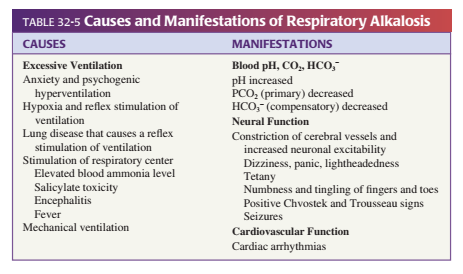 TABLE 32-5 Causes and Manifestations of Respiratory Alkalosis
CAUSES
Excessive Ventilation
Anxiety and psychogenic
hyperventilation
Hypoxia and reflex stimulation of
ventilation
Lung disease that causes a reflex
stimulation of ventilation
Stimulation of respiratory center
Elevated blood ammonia level
Salicylate toxicity
Encephalitis
Fever
Mechanical ventilation
MANIFESTATIONS
Blood pH, CO₂, HCO₃⁻
pH increased
PCO₂ (primary) decreased
HCO₃⁻ (compensatory) decreased
Neural Function
Constriction of cerebral vessels and
increased neuronal excitability
Dizziness, panic, lightheadedness
Tetany
Numbness and tingling of fingers and toes
Positive Chvostek and Trousseau signs
Seizures
Cardiovascular Function
Cardiac arrhythmias